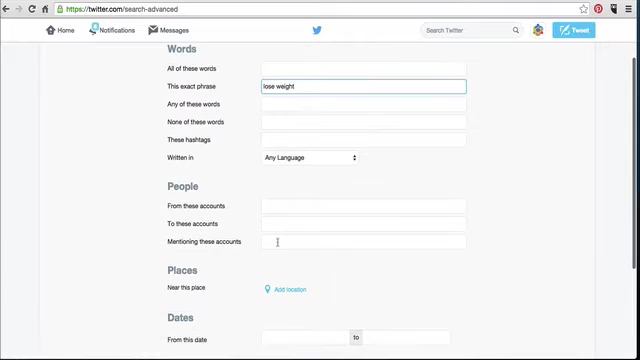 https://twitter.com/search-advanced
Home Notifications Messages Search Twitter Tweet
Words
All of these words
This exact phrase lose weight
Any of these words
None of these words
These hashtags
Written in Any Language
People
From these accounts
To these accounts
Mentioning these accounts
Places
Near this place Add location
Dates
From this date to